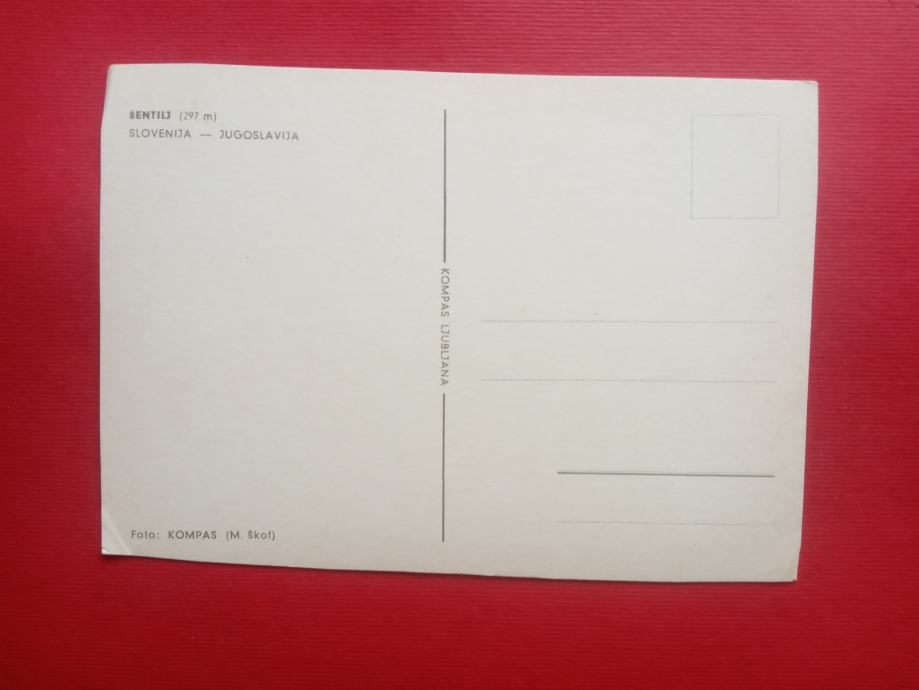 ŠENTILJ (297 m)
SLOVENIJA — JUGOSLAVIJA
KOMPAS LJUBLJANA
Foto: KOMPAS (M. Škof)